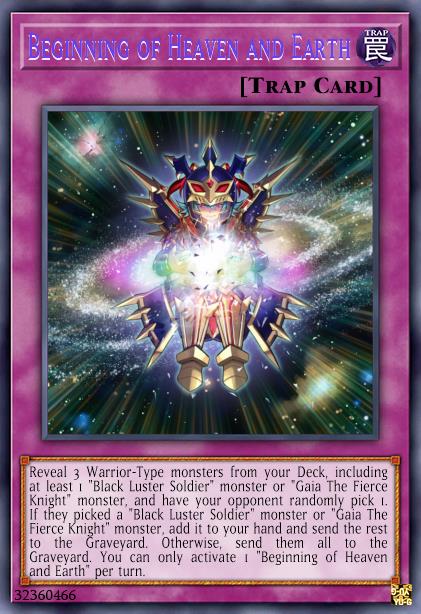 Beginning of Heaven and Earth
TRAP
罠
[Trap Card]
Reveal 3 Warrior-Type monsters from your Deck, including
at least 1 "Black Luster Soldier" monster or "Gaia The Fierce
Knight" monster, and have your opponent randomly pick 1.
If they picked a "Black Luster Soldier" monster or "Gaia The
Fierce Knight" monster, add it to your hand and send the rest
to the Graveyard. Otherwise, send them all to the
Graveyard. You can only activate 1 "Beginning of Heaven
and Earth" per turn.
32360466